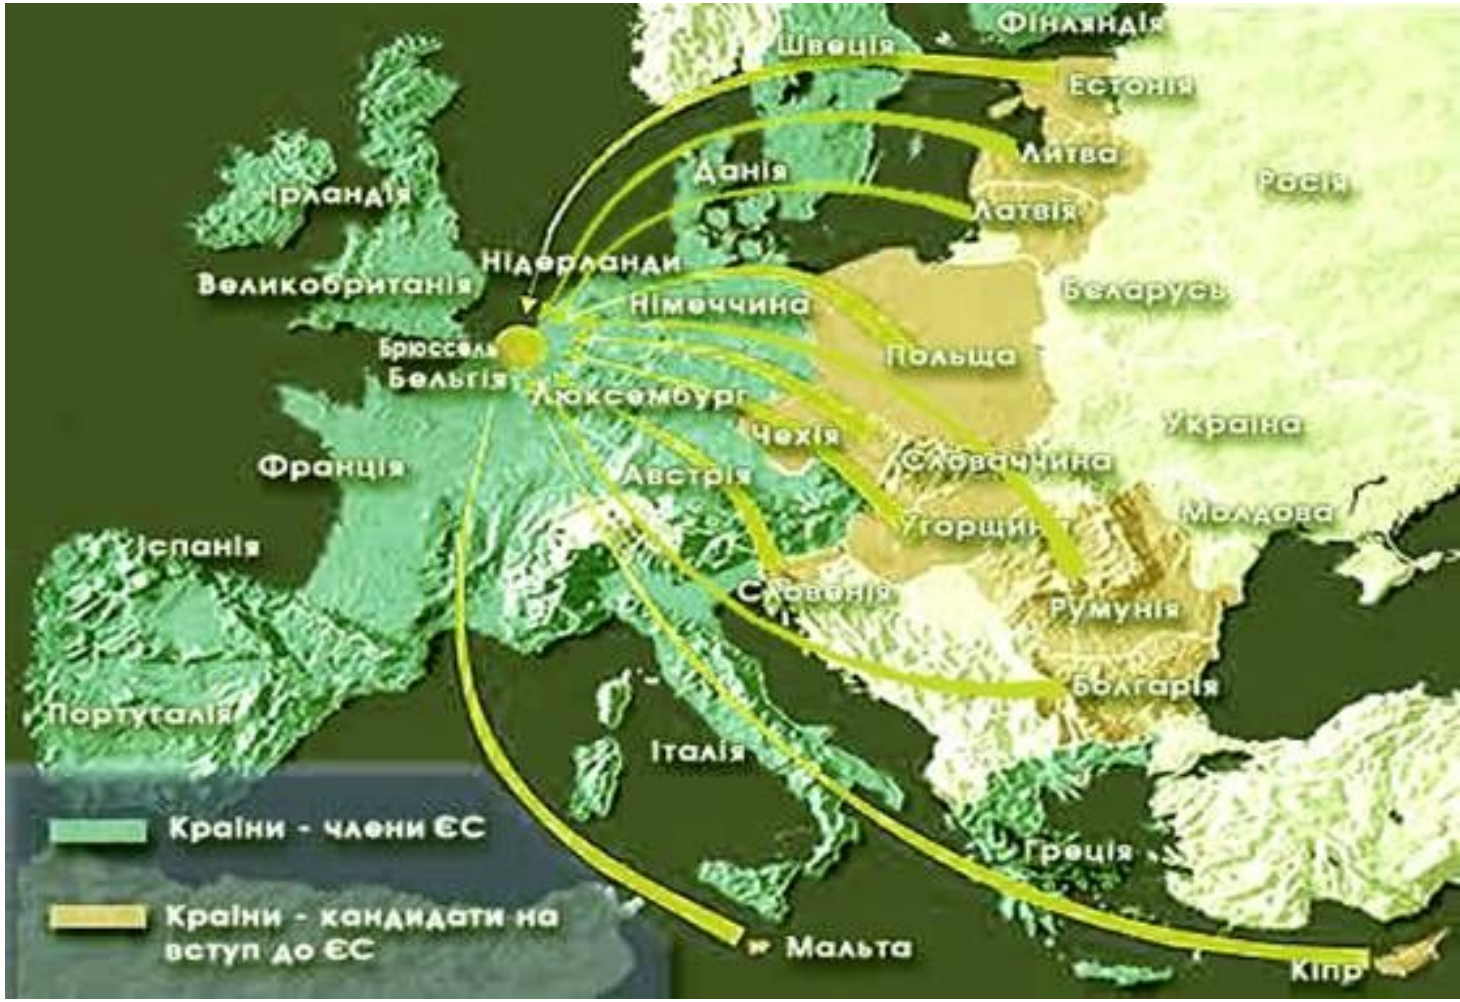 Фінляндія
Швеція
Естонія
Литва
Данія
Росія
Ірландія
Латвія
Нідерланди
Великобританія
Німеччина
Беларусь
Брюссель
Польща
Бельгія
Люксембург
Україна
Чехія
Франція
Словаччина
Австрія
Молдова
Угорщина
Іспанія
Словенія
Румунія
Болгарія
Португалія
Італія
Країни - члени ЄС
Греція
Країни - кандидати на
вступ до ЄС
Мальта
Кіпр